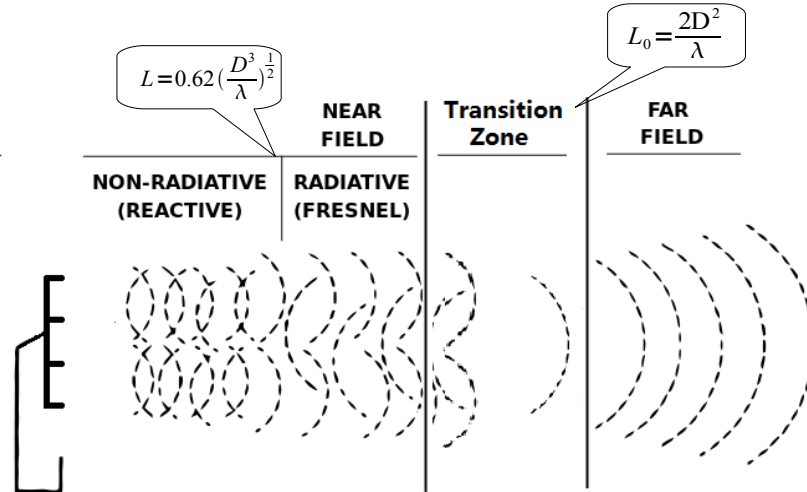 L=0.62(D³/λ)^½
L₀=2D²/λ
NEAR
FIELD
Transition
Zone
FAR
FIELD
NON-RADIATIVE
(REACTIVE)
RADIATIVE
(FRESNEL)